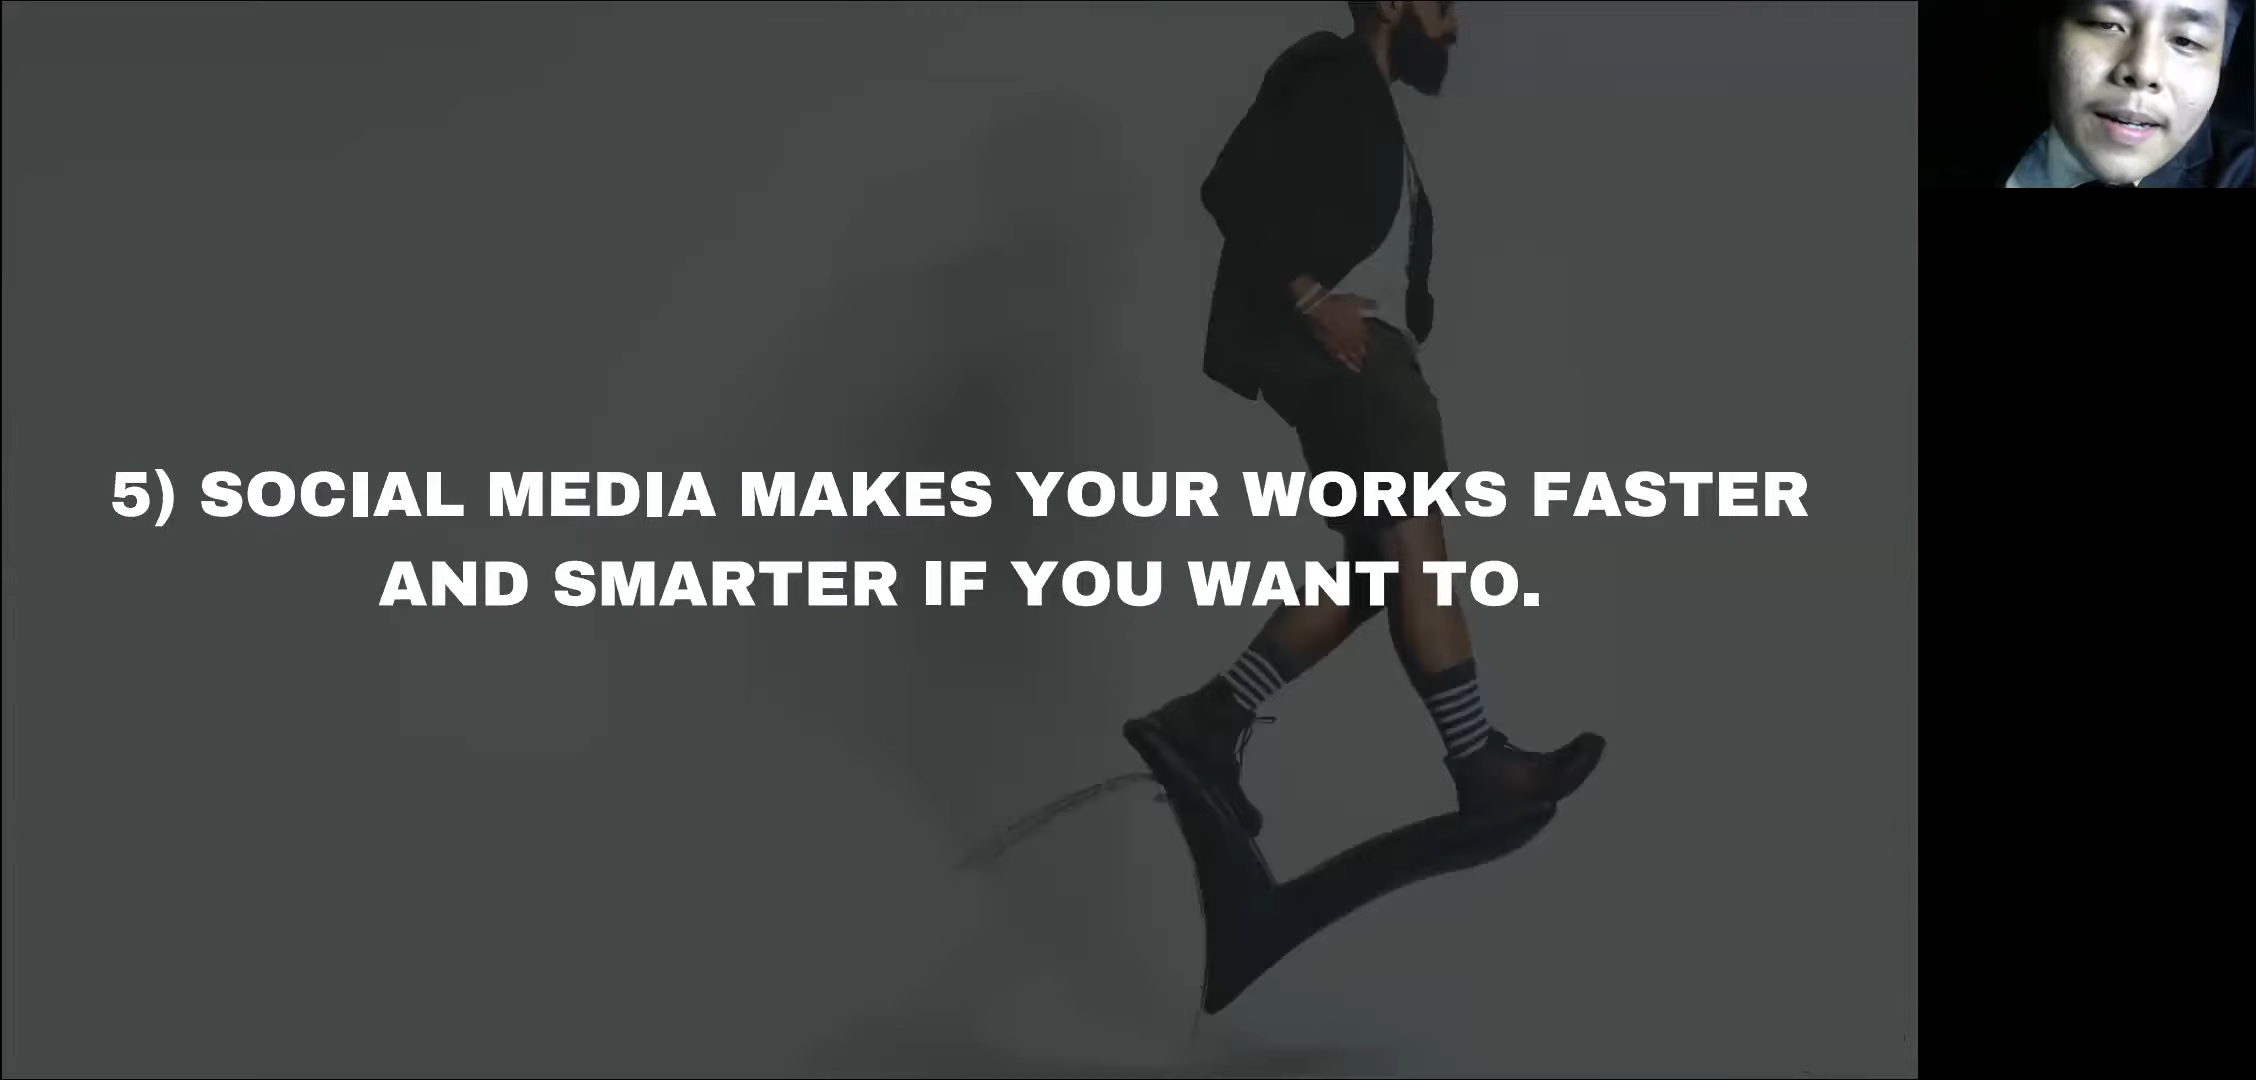 5) SOCIAL MEDIA MAKES YOUR WORKS FASTER
AND SMARTER IF YOU WANT TO.